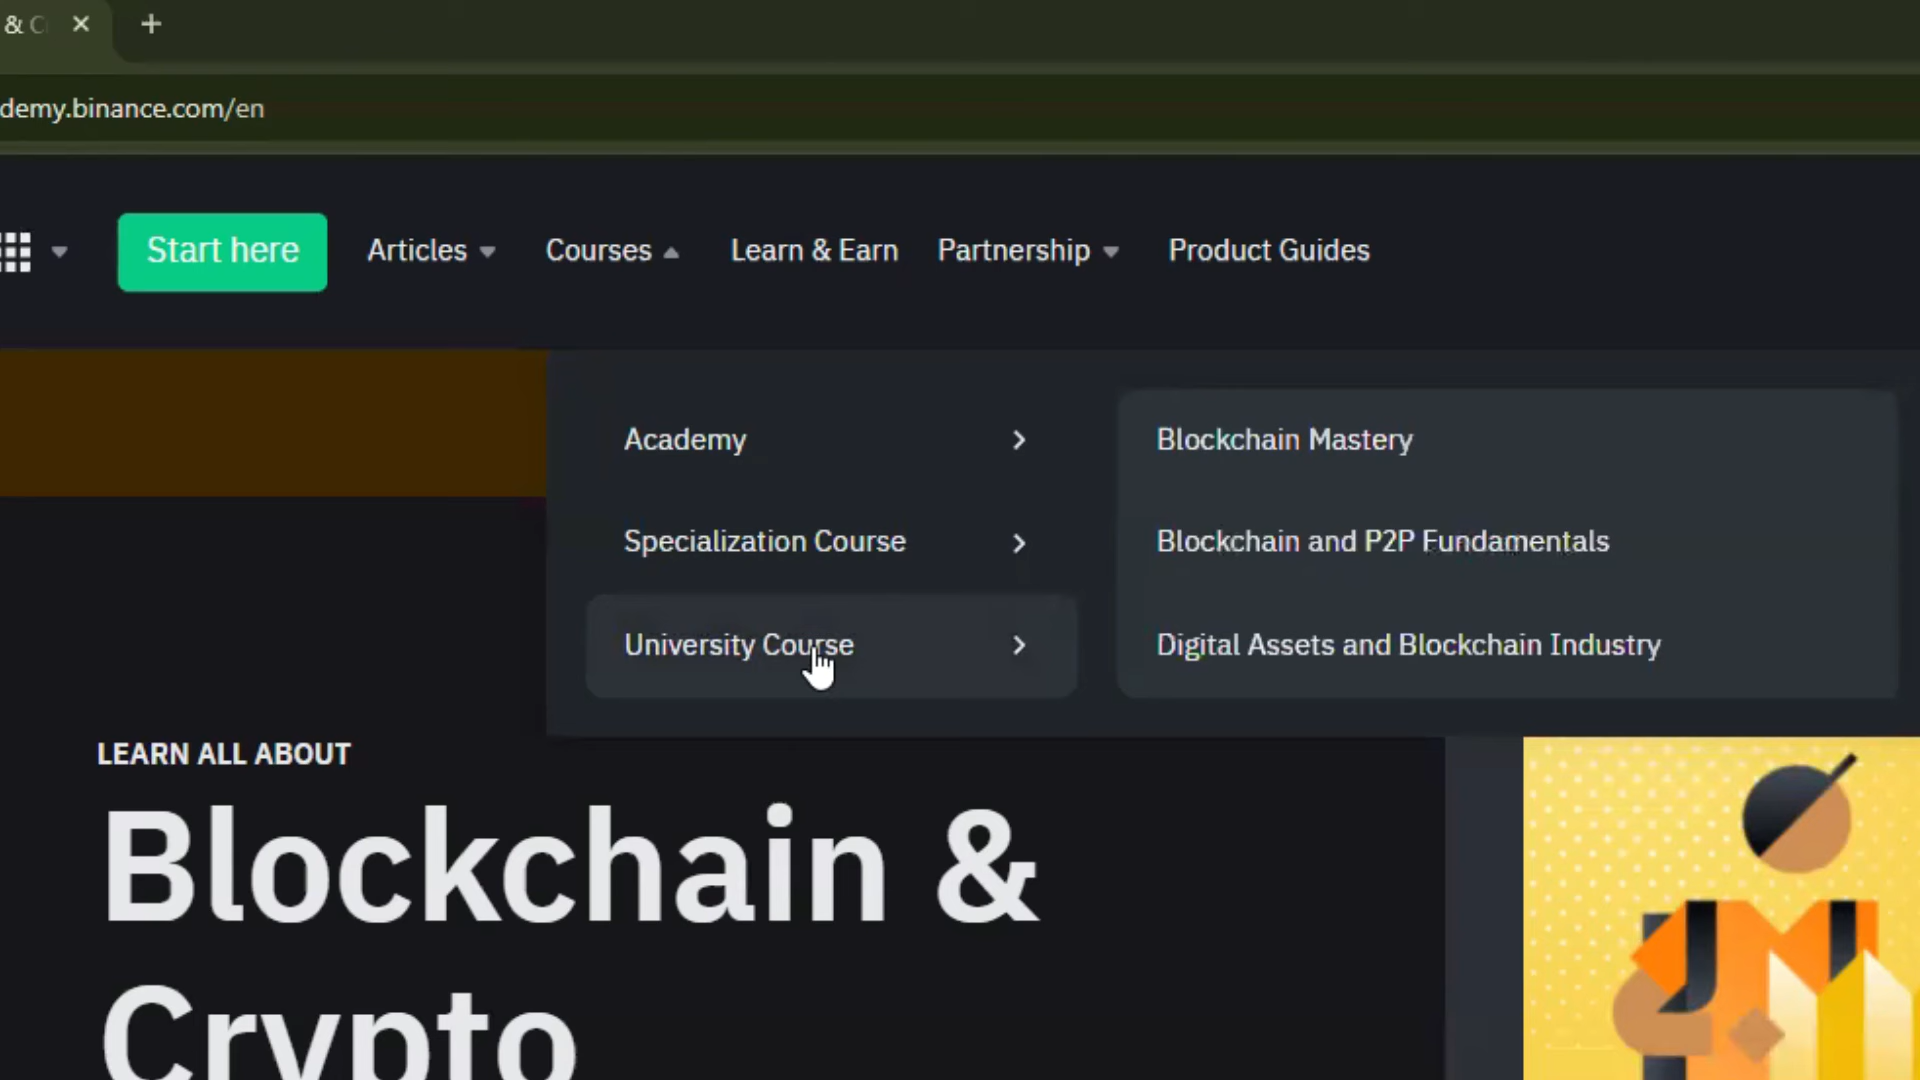 & C
demy.binance.com/en
Start here
Articles
Courses
Learn & Earn
Partnership
Product Guides
Academy
Blockchain Mastery
Specialization Course
Blockchain and P2P Fundamentals
University Course
Digital Assets and Blockchain Industry
LEARN ALL ABOUT
Blockchain &
Crypto